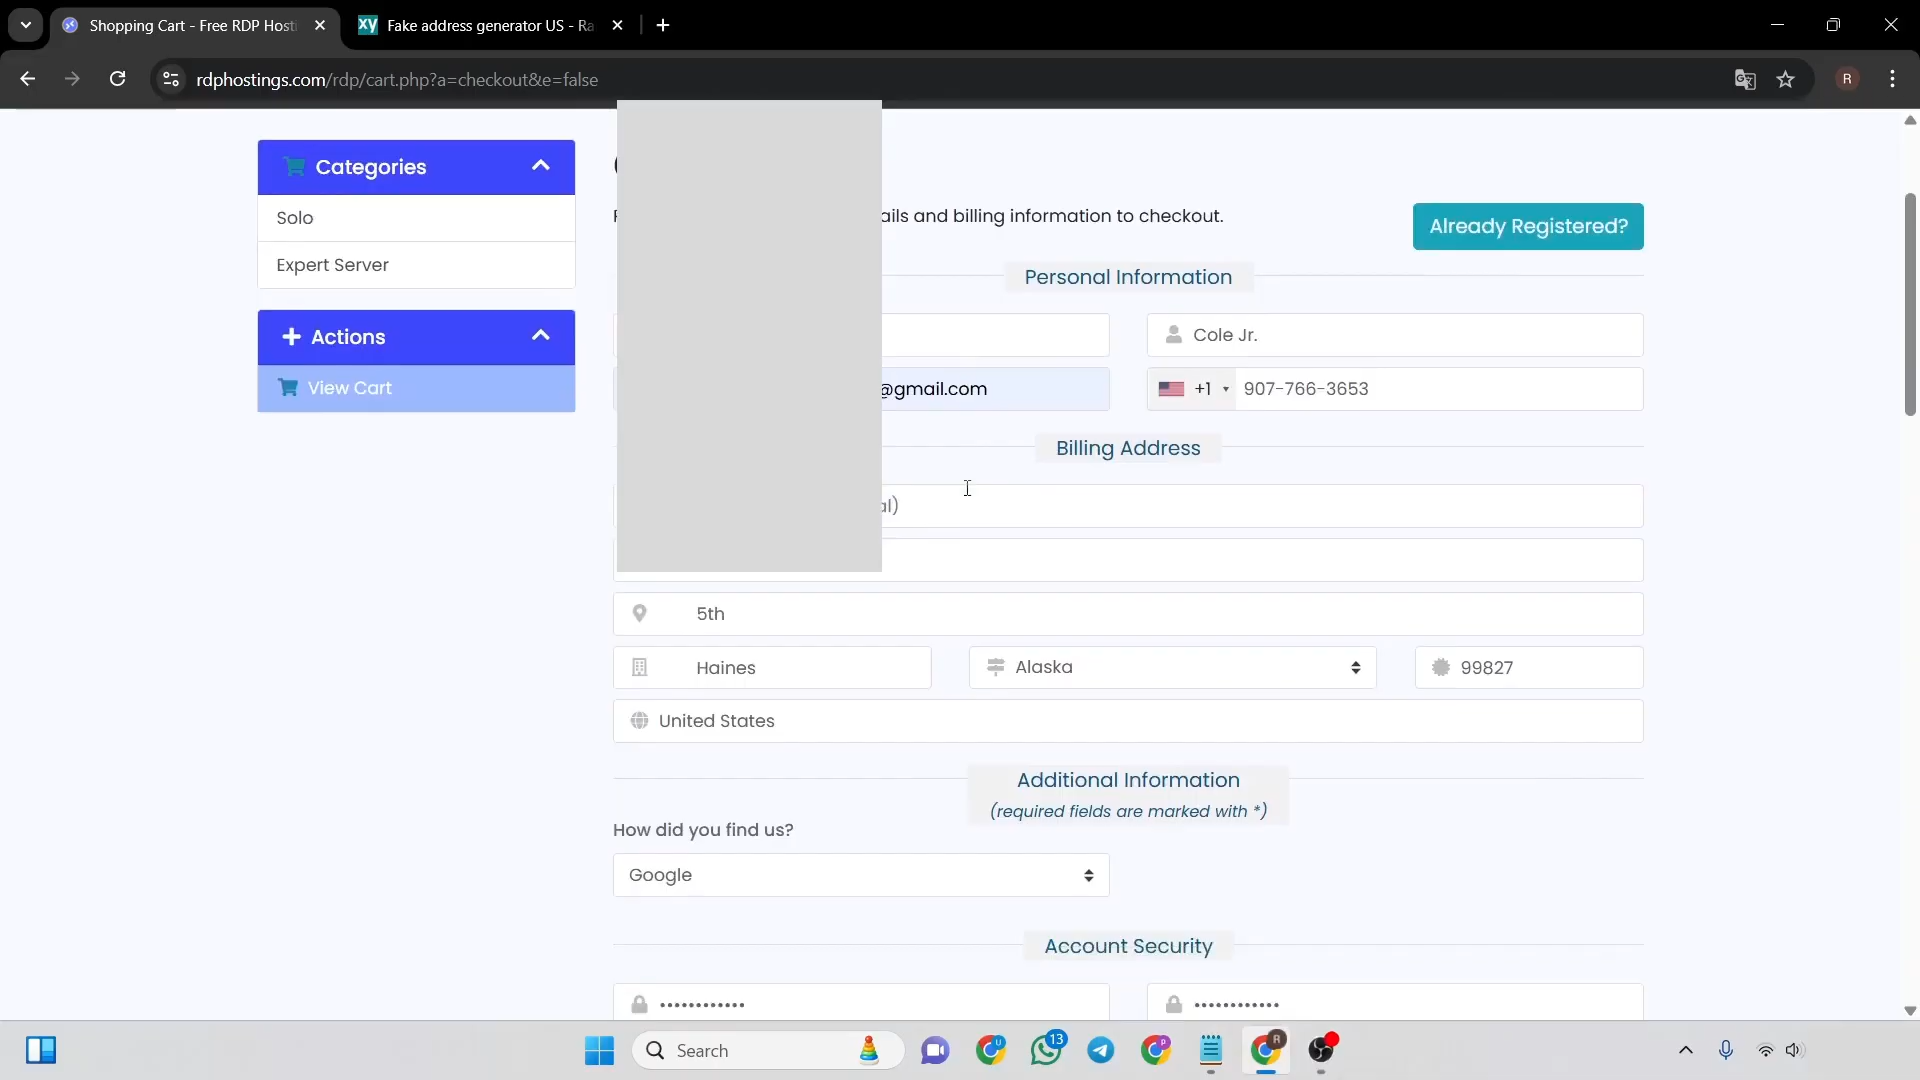 Shopping Cart - Free RDP Hosti
Fake address generator US - Ra
rdphostings.com/rdp/cart.php?a=checkout&e=false
R
Categories
Solo
Expert Server
Actions
View Cart
ails and billing information to checkout.
Already Registered?
Personal Information
Cole Jr.
@gmail.com
+1
907-766-3653
Billing Address
al)
5th
Haines
Alaska
99827
United States
Additional Information
(required fields are marked with *)
How did you find us?
Google
Account Security
Search
13